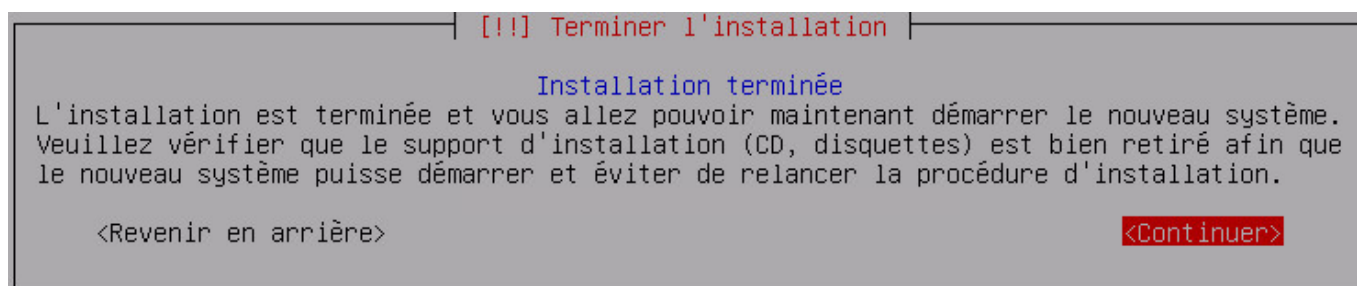 [!!] Terminer l'installation
Installation terminée
L'installation est terminée et vous allez pouvoir maintenant démarrer le nouveau système.
Veuillez vérifier que le support d'installation (CD, disquettes) est bien retiré afin que
le nouveau système puisse démarrer et éviter de relancer la procédure d'installation.
<Revenir en arrière> <Continuer>